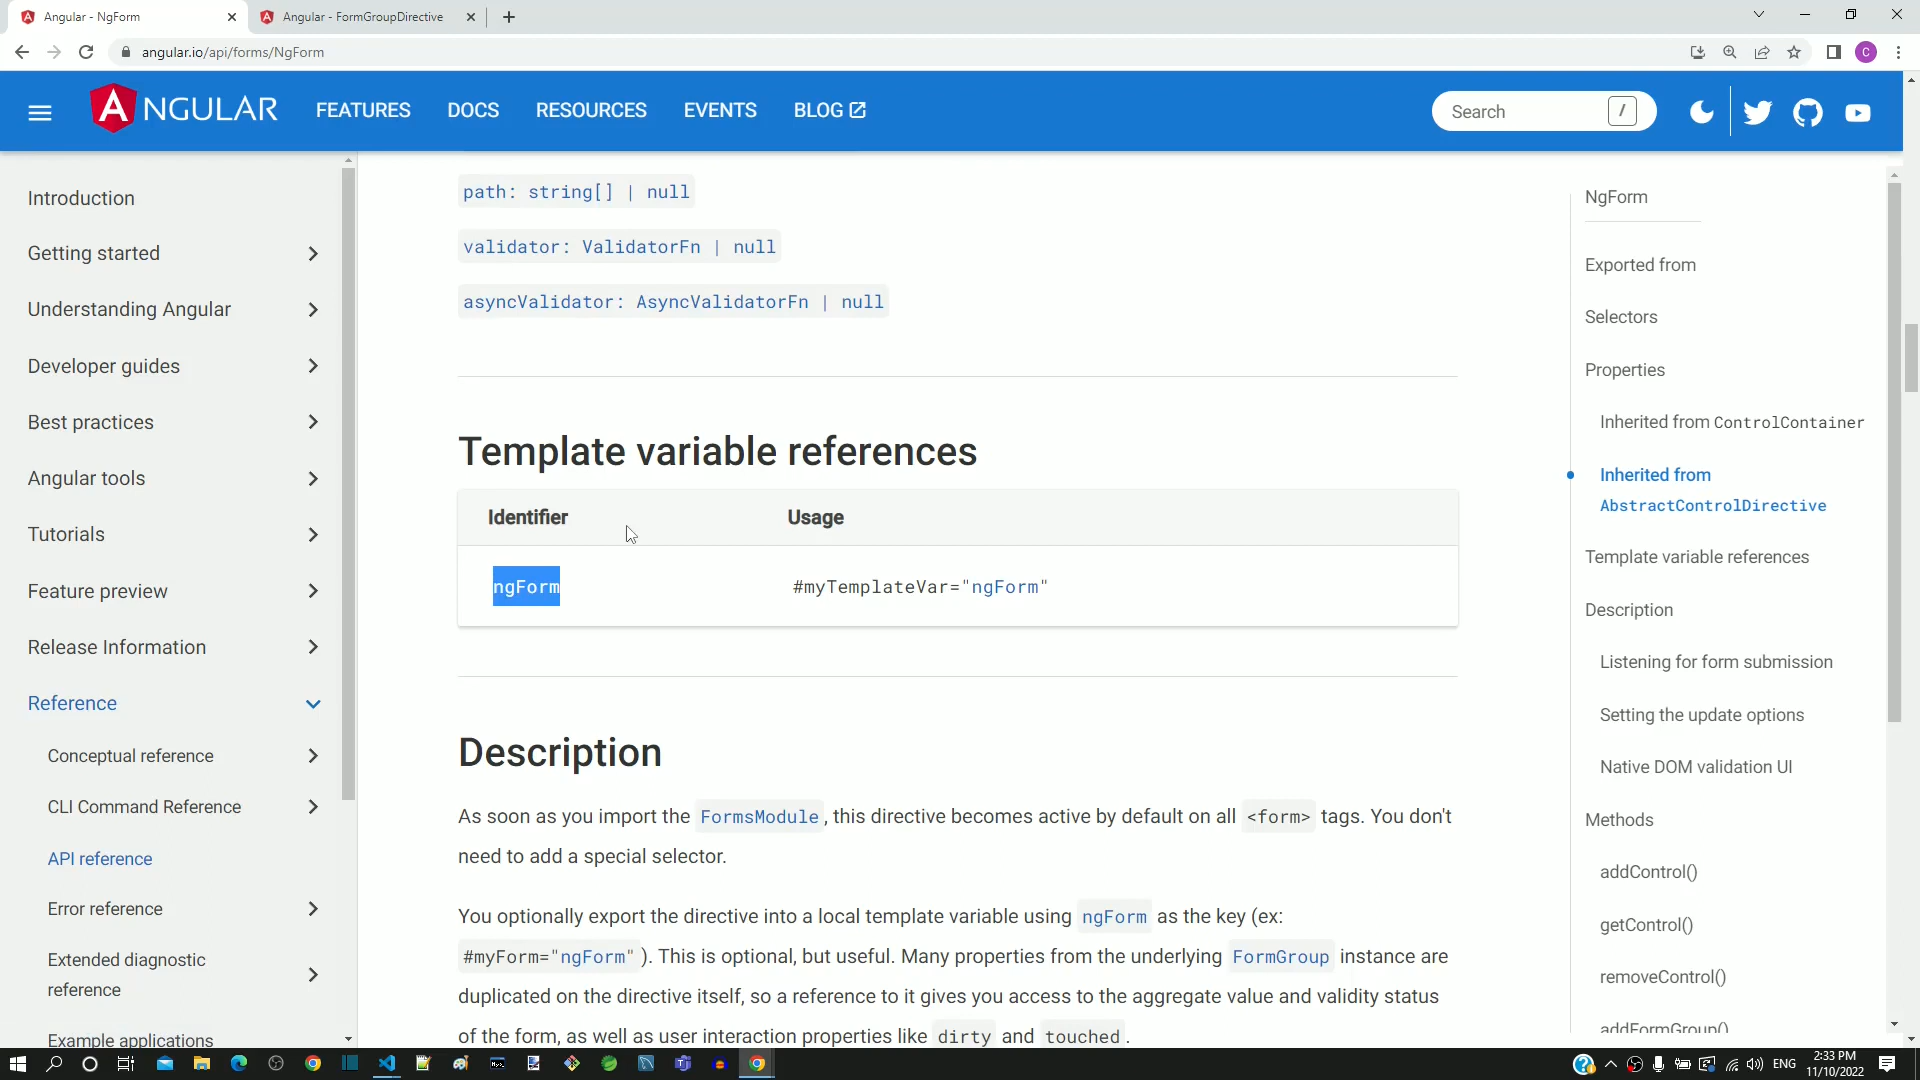 Angular - NgForm
Angular - FormGroupDirective
angular.io/api/forms/NgForm
C
ANGULAR
FEATURES
DOCS
RESOURCES
EVENTS
BLOG
Search
/
Introduction
Getting started
Understanding Angular
Developer guides
Best practices
Angular tools
Tutorials
Feature preview
Release Information
Reference
Conceptual reference
CLI Command Reference
API reference
Error reference
Extended diagnostic
reference
Example applications
path: string[] | null
validator: ValidatorFn | null
asyncValidator: AsyncValidatorFn | null
Template variable references
Identifier Usage
ngForm #myTemplateVar="ngForm"
Description
As soon as you import the FormsModule, this directive becomes active by default on all <form> tags. You don't
need to add a special selector.
You optionally export the directive into a local template variable using ngForm as the key (ex:
#myForm="ngForm"). This is optional, but useful. Many properties from the underlying FormGroup instance are
duplicated on the directive itself, so a reference to it gives you access to the aggregate value and validity status
of the form, as well as user interaction properties like dirty and touched.
NgForm
Exported from
Selectors
Properties
Inherited from ControlContainer
Inherited from
AbstractControlDirective
Template variable references
Description
Listening for form submission
Setting the update options
Native DOM validation UI
Methods
addControl()
getControl()
removeControl()
addFormGroup()
ENG
2:33 PM
11/10/2022